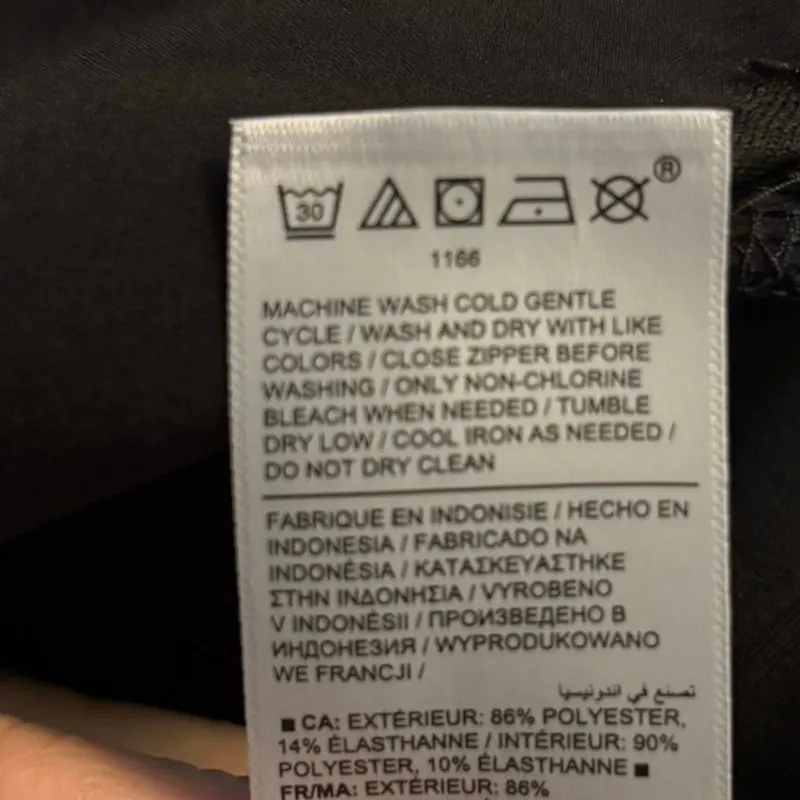 30
®
1166
MACHINE WASH COLD GENTLE
CYCLE / WASH AND DRY WITH LIKE
COLORS / CLOSE ZIPPER BEFORE
WASHING / ONLY NON-CHLORINE
BLEACH WHEN NEEDED / TUMBLE
DRY LOW / COOL IRON AS NEEDED /
DO NOT DRY CLEAN
FABRIQUE EN INDONISIE / HECHO EN
INDONESIA / FABRICADO NA
INDONÉSIA / ΚΑΤΑΣΚΕΥΑΣΤΗΚΕ
ΣΤΗΝ ΙΝΔΟΝΗΣΙΑ / VYROBENO
V INDONÉSII / ПРОИЗВЕДЕНО В
ИНДОНЕЗИЯ / WYPRODUKOWANO
WE FRANCJI /
تصنع في اندونيسيا
■ CA: EXTÉRIEUR: 86% POLYESTER,
14% ÉLASTHANNE / INTÉRIEUR: 90%
POLYESTER, 10% ÉLASTHANNE ■
FR/MA: EXTÉRIEUR: 86%